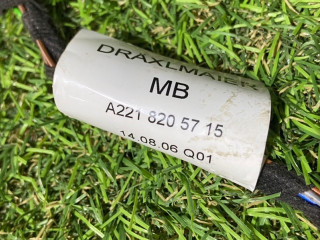 DRAXLMAIER
MB
A221 820 57 15
14.08.06 Q01